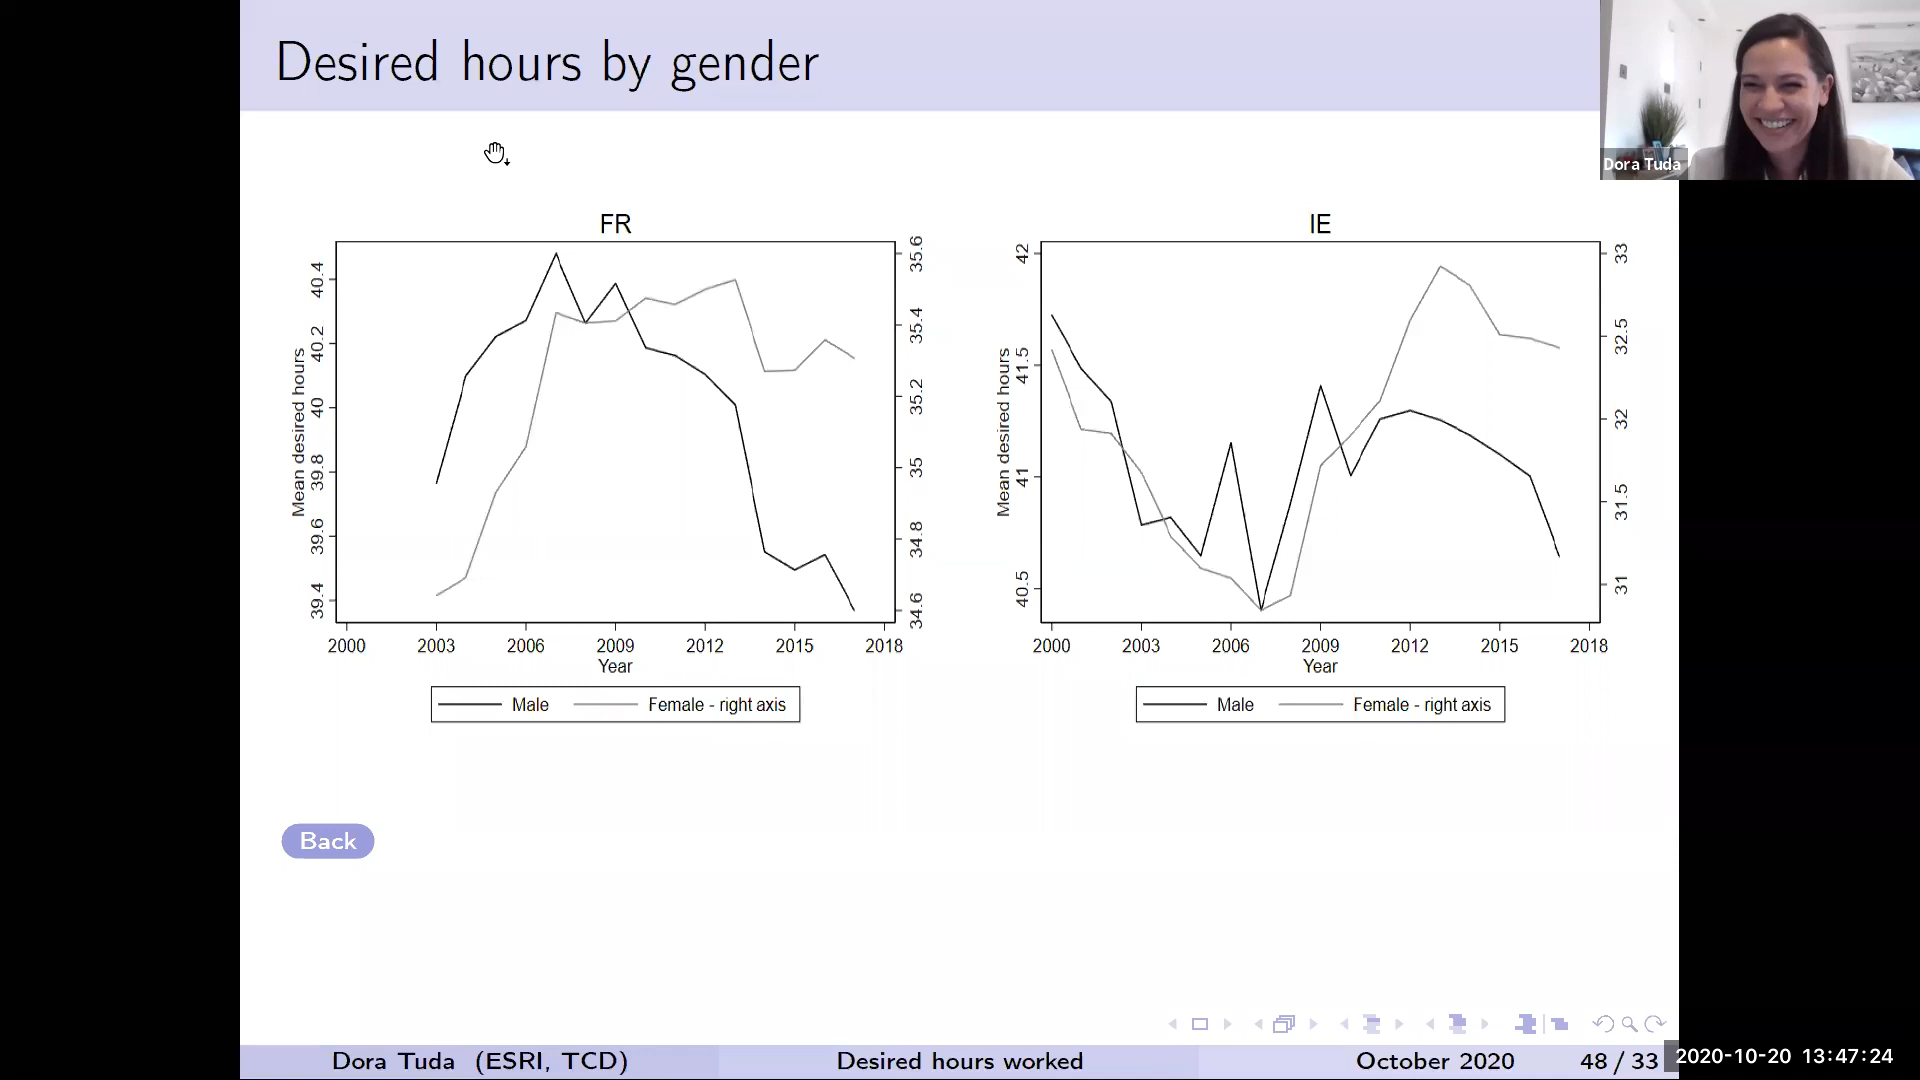 Desired hours by gender
Dora Tuda
FR
Mean desired hours
39.4 39.6 39.8 40 40.2 40.4
34.6 34.8 35 35.2 35.4 35.6
2000 2003 2006 2009 2012 2015 2018
Year
Male Female - right axis
IE
Mean desired hours
40.5 41 41.5 42
31 31.5 32 32.5 33
2000 2003 2006 2009 2012 2015 2018
Year
Male Female - right axis
Back
Dora Tuda (ESRI, TCD) Desired hours worked October 2020 48 / 33
2020-10-20 13:47:24